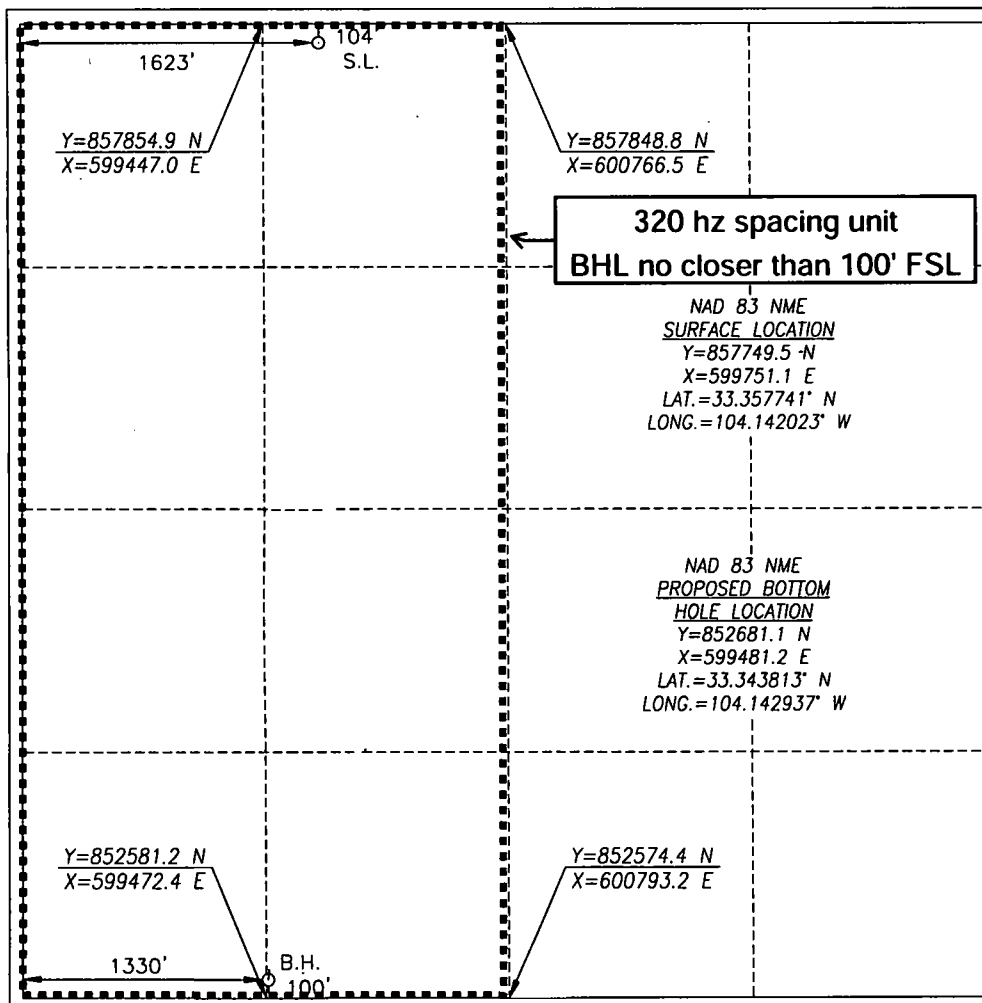 104'
1623'
S.L.
Y=857854.9 N
X=599447.0 E
Y=857848.8 N
X=600766.5 E
320 hz spacing unit
BHL no closer than 100' FSL
NAD 83 NME
SURFACE LOCATION
Y=857749.5 N
X=599751.1 E
LAT.=33.357741° N
LONG.=104.142023° W
NAD 83 NME
PROPOSED BOTTOM
HOLE LOCATION
Y=852681.1 N
X=599481.2 E
LAT.=33.343813° N
LONG.=104.142937° W
Y=852581.2 N
X=599472.4 E
Y=852574.4 N
X=600793.2 E
1330'
B.H.
100'